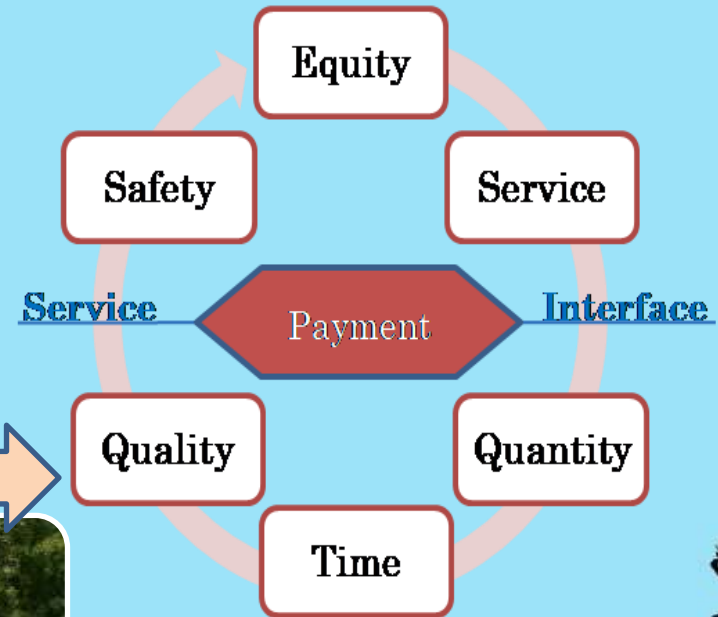 Equity
Safety
Service
Service
Payment
Interface
Quality
Quantity
Time